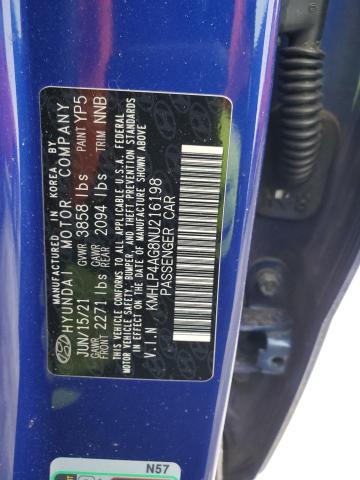 MADE IN KOREA BY
HYUNDAI MOTOR COMPANY
JUN/15/21 GVWR 3858 lbs PAINT YP5
GAWR FRONT 2271 lbs GAWR REAR 2094 lbs TRIM NNB
THIS VEHICLE CONFORMS TO ALL APPLICABLE U.S.A. FEDERAL
MOTOR VEHICLE SAFETY, BUMPER, AND THEFT PREVENTION
STANDARDS IN EFFECT ON THE DATE OF MANUFACTURE SHOWN ABOVE.
V.I.N KMHLP4AG8NU216198
PASSENGER CAR
N57